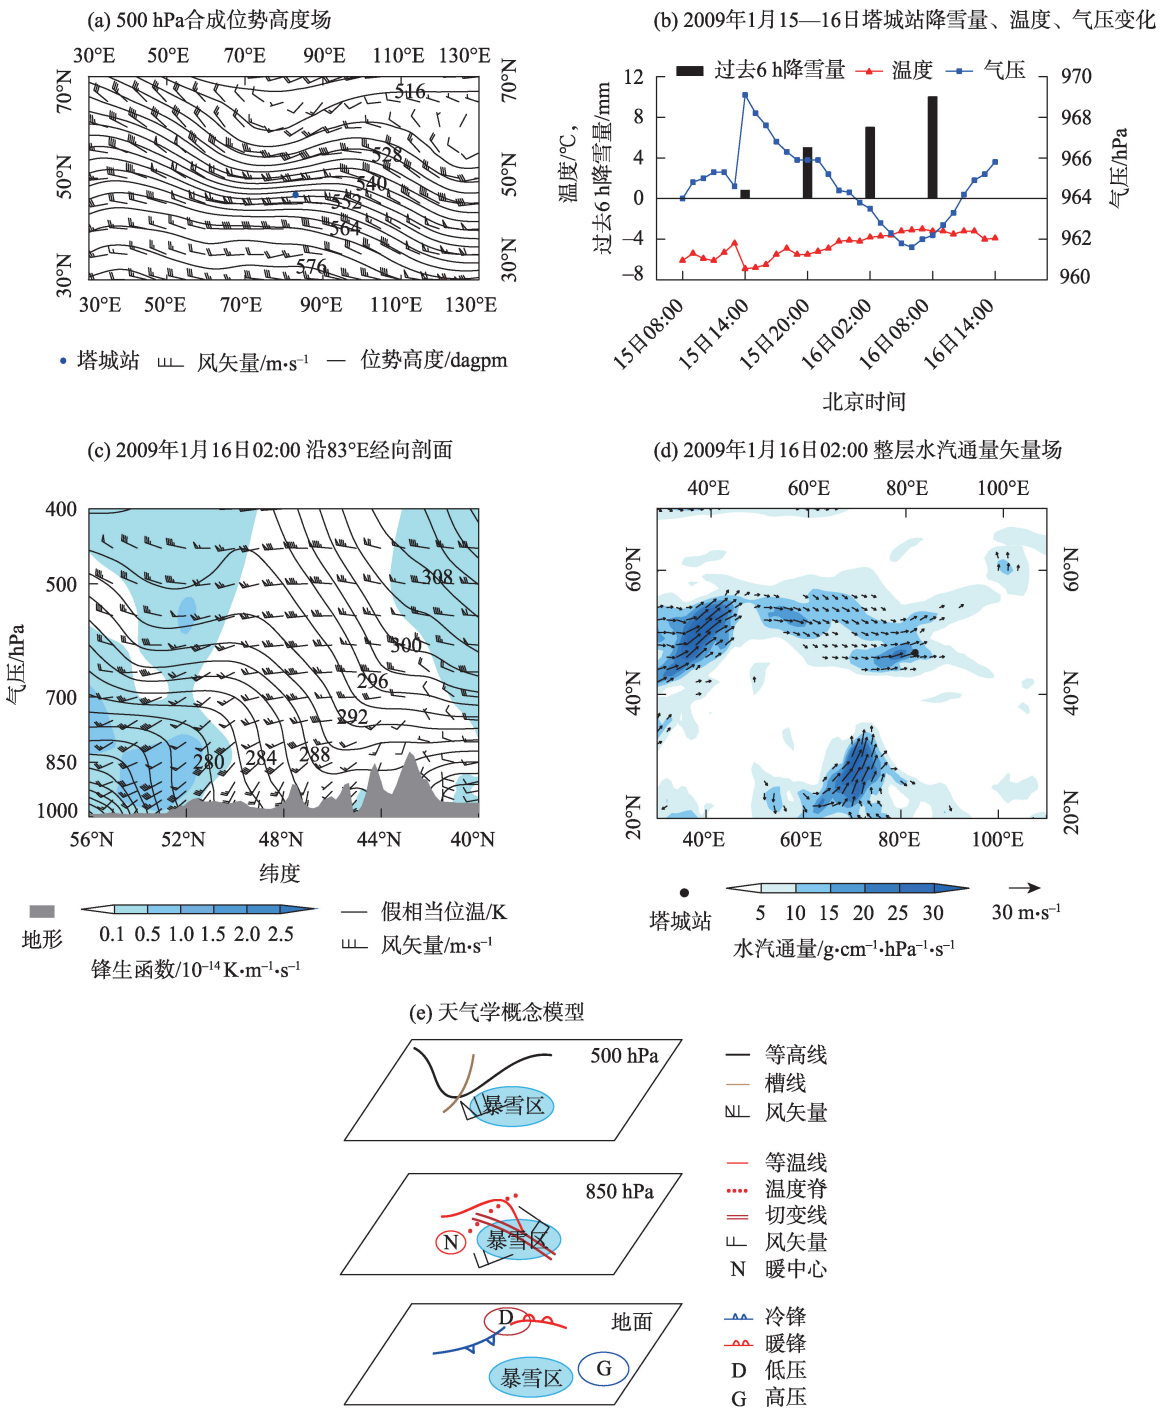 (a) 500 hPa合成位势高度场
30°E 50°E 70°E 90°E 110°E 130°E
70°N
50°N
30°N
70°N
50°N
30°N
516
528
540
552
564
576
30°E 50°E 70°E 90°E 110°E 130°E
塔城站 风矢量/m•s⁻¹ 位势高度/dagpm
(b) 2009年1月15—16日塔城站降雪量、温度、气压变化
过去6 h降雪量 温度 气压
温度/℃,
过去6 h降雪量/mm
12
8
4
0
−4
−8
970
968
966
964
962
960
气压/hPa
15日08:00 15日14:00 15日20:00 16日02:00 16日08:00 16日14:00
北京时间
(c) 2009年1月16日02:00 沿83°E经向剖面
气压/hPa
400
500
700
850
1000
308
300
296
292
280 284 288
56°N 52°N 48°N 44°N 40°N
纬度
地形
0.1 0.5 1.0 1.5 2.0 2.5
锋生函数/10⁻¹⁴ K•m⁻¹•s⁻¹
假相当位温/K
风矢量/m•s⁻¹
(d) 2009年1月16日02:00 整层水汽通量矢量场
40°E 60°E 80°E 100°E
60°N
40°N
20°N
60°N
40°N
20°N
40°E 60°E 80°E 100°E
塔城站
5 10 15 20 25 30
水汽通量/g•cm⁻¹•hPa⁻¹•s⁻¹
30 m•s⁻¹
(e) 天气学概念模型
500 hPa
暴雪区
等高线
槽线
风矢量
850 hPa
N
暴雪区
等温线
温度脊
切变线
风矢量
N 暖中心
地面
D
G
暴雪区
冷锋
暖锋
D 低压
G 高压